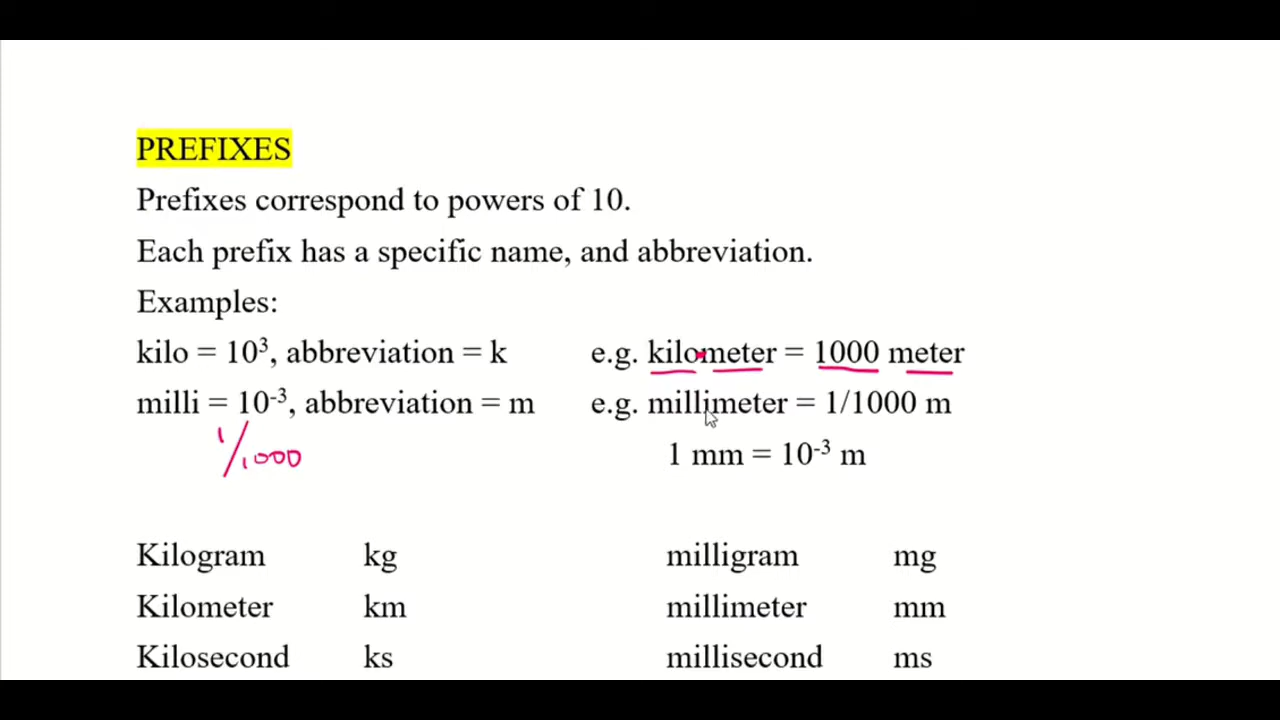 PREFIXES
Prefixes correspond to powers of 10.
Each prefix has a specific name, and abbreviation.
Examples:
kilo = 10³, abbreviation = k e.g. kilometer = 1000 meter
milli = 10⁻³, abbreviation = m e.g. millimeter = 1/1000 m
1/1000 1 mm = 10⁻³ m
Kilogram kg milligram mg
Kilometer km millimeter mm
Kilosecond ks millisecond ms